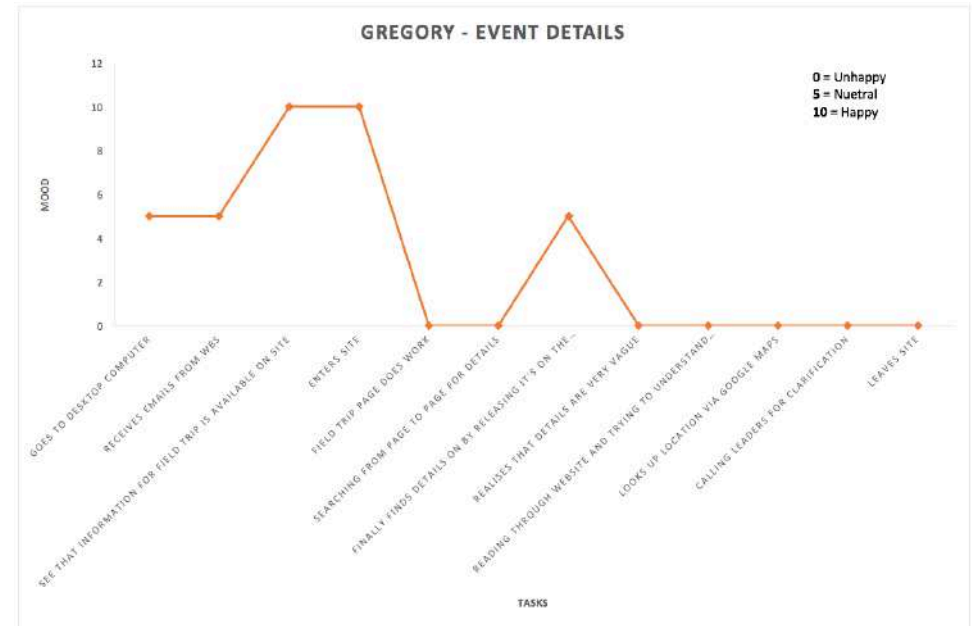 GREGORY - EVENT DETAILS
0 = Unhappy
5 = Nuetral
10 = Happy
12
10
8
6
4
2
0
MOOD
GOES TO DESKTOP COMPUTER
RECEIVES EMAILS FROM WBS
SEE THAT INFORMATION FOR FIELD TRIP IS AVAILABLE ON SITE
ENTERS SITE
FIELD TRIP PAGE DOES WORK
SEARCHING FROM PAGE TO PAGE FOR DETAILS
FINALLY FINDS DETAILS ON BY RELEASING IT'S ON THE...
REALISES THAT DETAILS ARE VERY VAGUE
READING THROUGH WEBSITE AND TRYING TO UNDERSTAND...
LOOKS UP LOCATION VIA GOOGLE MAPS
CALLING LEADERS FOR CLARIFICATION
LEAVES SITE
TASKS